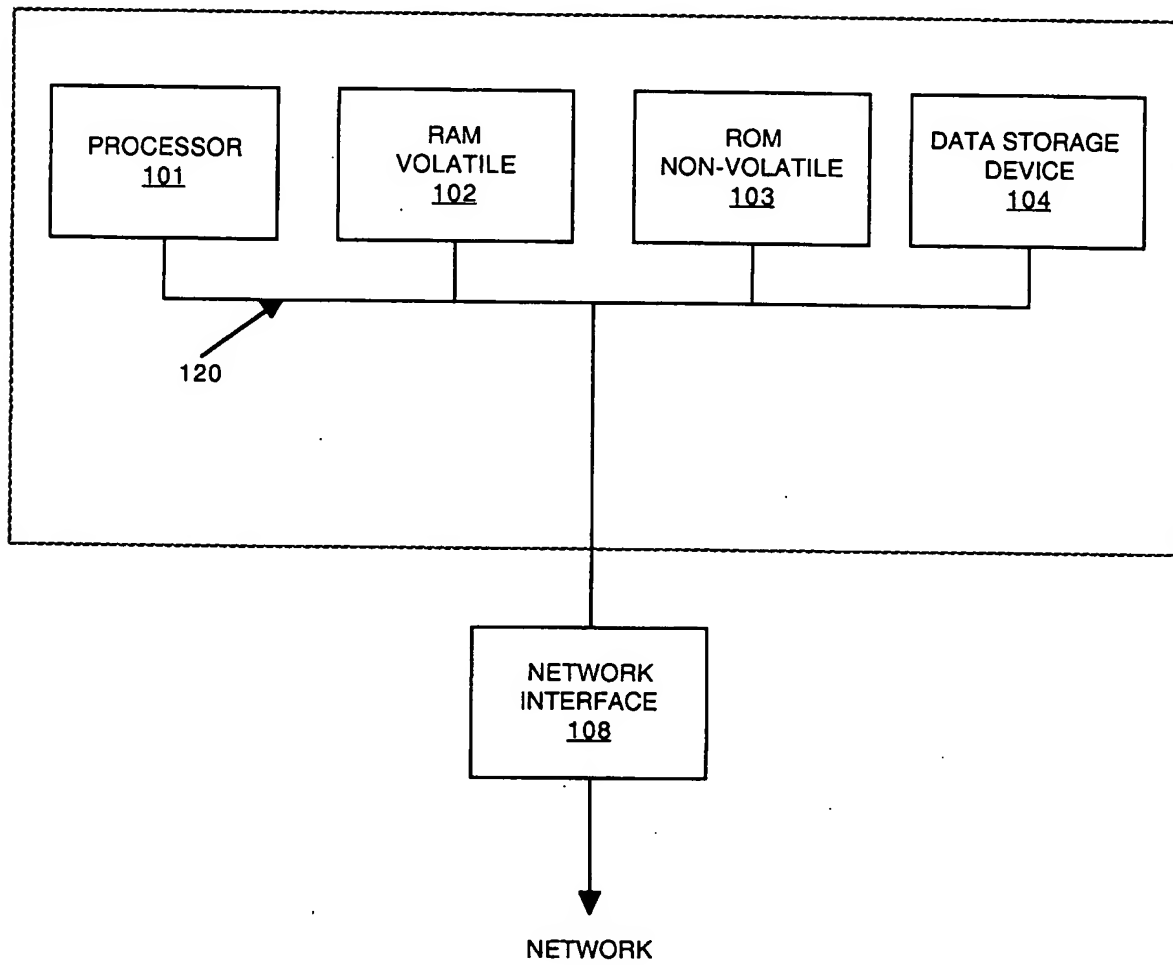 PROCESSOR
101
RAM
VOLATILE
102
ROM
NON-VOLATILE
103
DATA STORAGE
DEVICE
104
120
NETWORK
INTERFACE
108
NETWORK